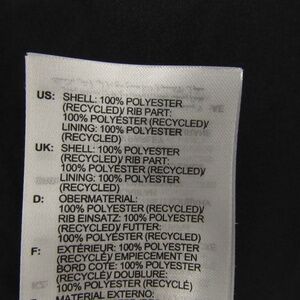 US: SHELL: 100% POLYESTER
(RECYCLED)/ RIB PART:
100% POLYESTER (RECYCLED)/
LINING: 100% POLYESTER
(RECYCLED)
UK: SHELL: 100% POLYESTER
(RECYCLED)/ RIB PART:
100% POLYESTER (RECYCLED)/
LINING: 100% POLYESTER
(RECYCLED)
D: OBERMATERIAL:
100% POLYESTER (RECYCLED)/
RIB EINSATZ: 100% POLYESTER
(RECYCLED)/ FUTTER:
100% POLYESTER (RECYCLED)
F: EXTÉRIEUR: 100% POLYESTER
(RECYCLÉ)/ EMPIECEMENT EN
BORD COTE: 100% POLYESTER
(RECYCLÉ)/ DOUBLURE:
100% POLYESTER (RECYCLÉ)
MATERIAL EXTERNO: